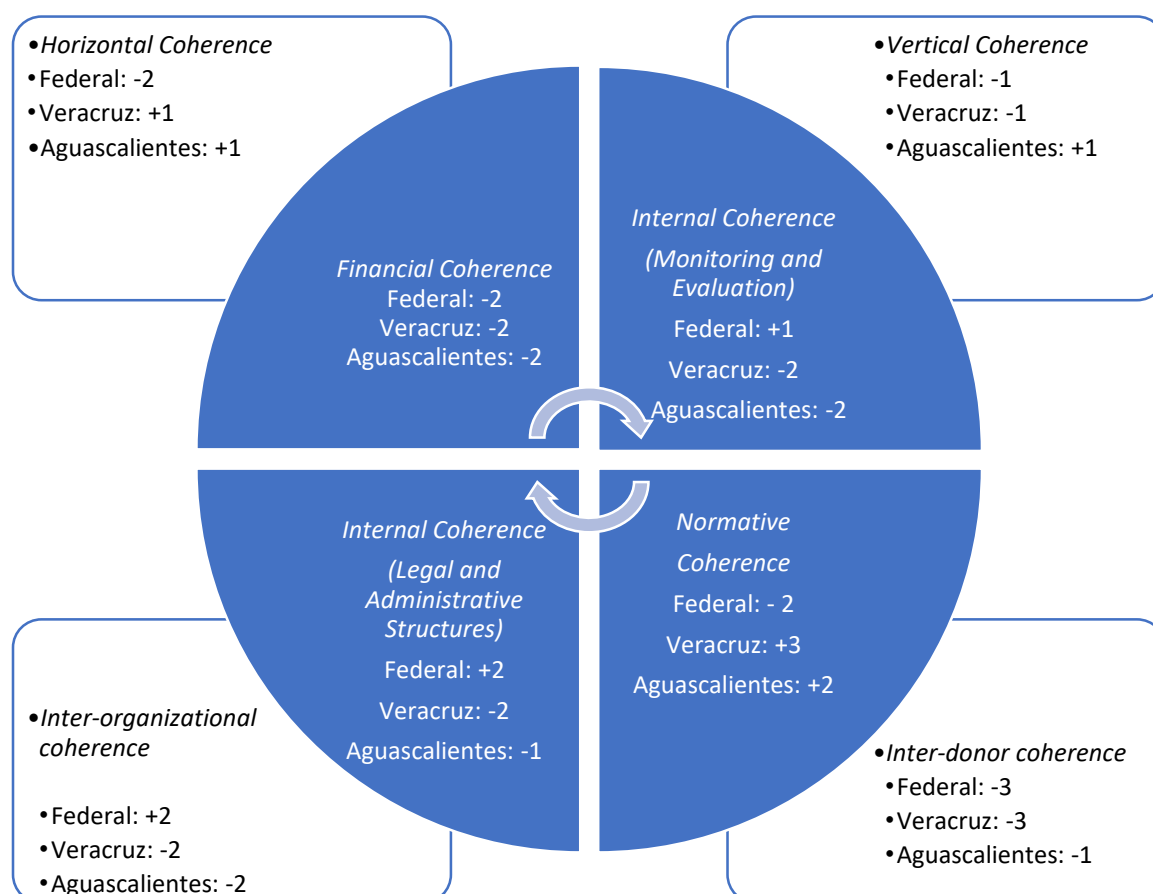 •Horizontal Coherence
•Federal: -2
•Veracruz: +1
•Aguascalientes: +1
•Vertical Coherence
•Federal: -1
•Veracruz: -1
•Aguascalientes: +1
Financial Coherence
Federal: -2
Veracruz: -2
Aguascalientes: -2
Internal Coherence
(Monitoring and
Evaluation)
Federal: +1
Veracruz: -2
Aguascalientes: -2
Internal Coherence
(Legal and
Administrative
Structures)
Federal: +2
Veracruz: -2
Aguascalientes: -1
Normative
Coherence
Federal: - 2
Veracruz: +3
Aguascalientes: +2
•Inter-organizational
coherence
•Federal: +2
•Veracruz: -2
•Aguascalientes: -2
•Inter-donor coherence
•Federal: -3
•Veracruz: -3
•Aguascalientes: -1